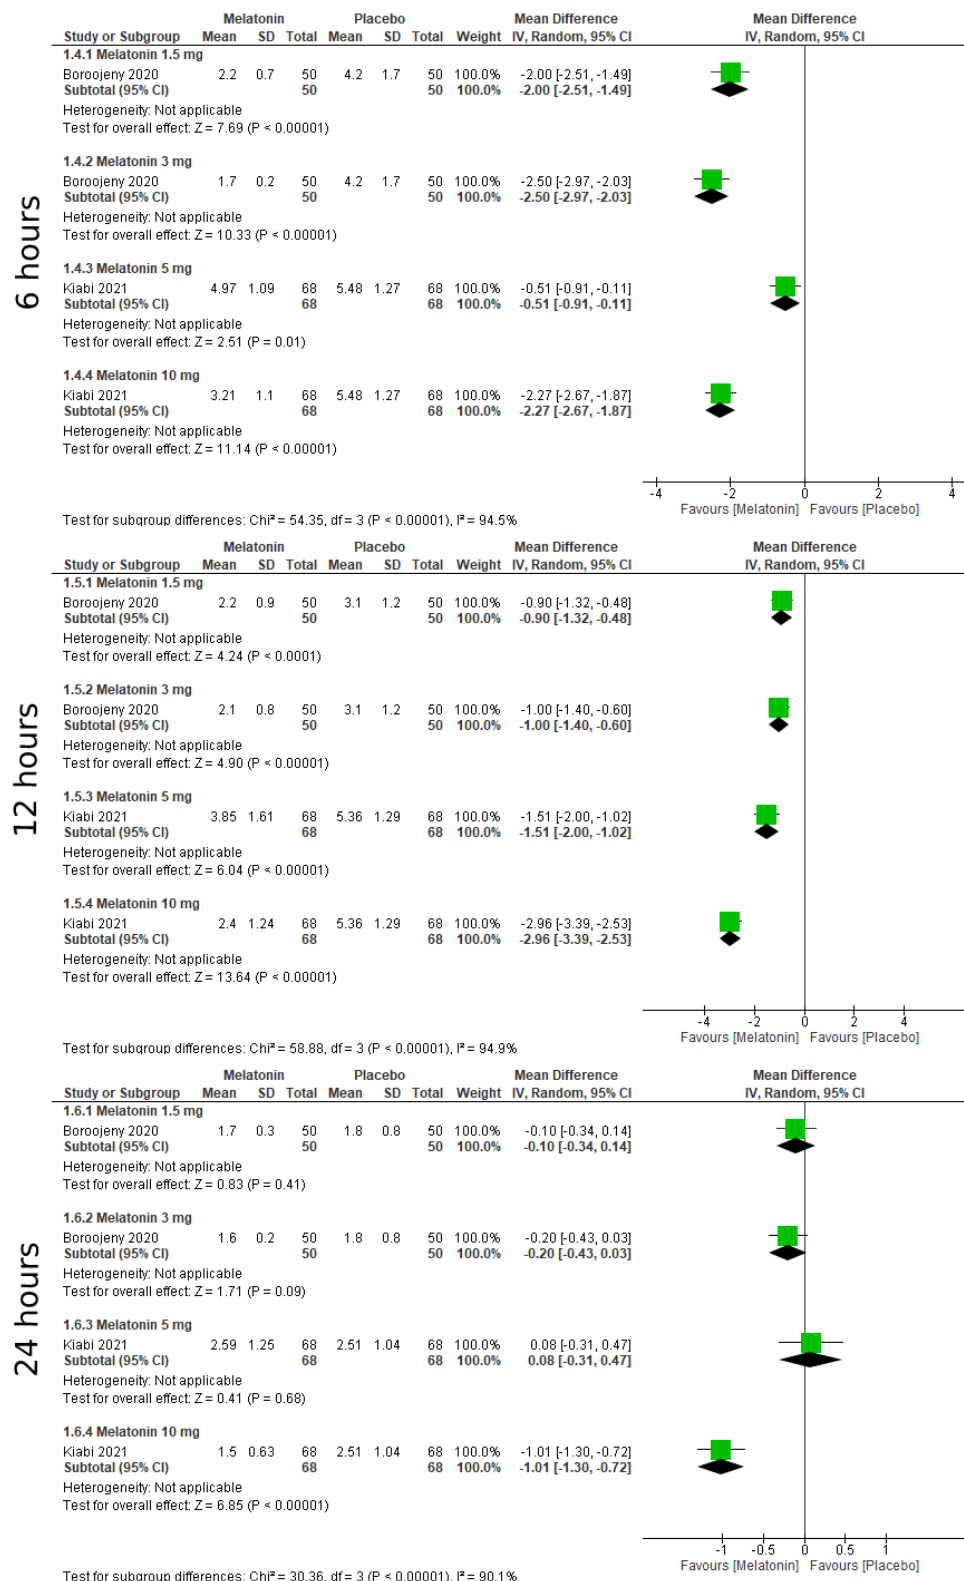 6 hours
Melatonin Placebo Mean Difference Mean Difference
Study or Subgroup Mean SD Total Mean SD Total Weight IV, Random, 95% CI IV, Random, 95% CI
1.4.1 Melatonin 1.5 mg
Boroojeny 2020 2.2 0.7 50 4.2 1.7 50 100.0% -2.00 [-2.51, -1.49]
Subtotal (95% CI) 50 50 100.0% -2.00 [-2.51, -1.49]
Heterogeneity: Not applicable
Test for overall effect: Z = 7.69 (P < 0.00001)
1.4.2 Melatonin 3 mg
Boroojeny 2020 1.7 0.2 50 4.2 1.7 50 100.0% -2.50 [-2.97, -2.03]
Subtotal (95% CI) 50 50 100.0% -2.50 [-2.97, -2.03]
Heterogeneity: Not applicable
Test for overall effect: Z = 10.33 (P < 0.00001)
1.4.3 Melatonin 5 mg
Kiabi 2021 4.97 1.09 68 5.48 1.27 68 100.0% -0.51 [-0.91, -0.11]
Subtotal (95% CI) 68 68 100.0% -0.51 [-0.91, -0.11]
Heterogeneity: Not applicable
Test for overall effect: Z = 2.51 (P = 0.01)
1.4.4 Melatonin 10 mg
Kiabi 2021 3.21 1.1 68 5.48 1.27 68 100.0% -2.27 [-2.67, -1.87]
Subtotal (95% CI) 68 68 100.0% -2.27 [-2.67, -1.87]
Heterogeneity: Not applicable
Test for overall effect: Z = 11.14 (P < 0.00001)
-4 -2 0 2 4
Favours [Melatonin] Favours [Placebo]
Test for subgroup differences: Chi² = 54.35, df = 3 (P < 0.00001), I² = 94.5%
12 hours
Melatonin Placebo Mean Difference Mean Difference
Study or Subgroup Mean SD Total Mean SD Total Weight IV, Random, 95% CI IV, Random, 95% CI
1.5.1 Melatonin 1.5 mg
Boroojeny 2020 2.2 0.9 50 3.1 1.2 50 100.0% -0.90 [-1.32, -0.48]
Subtotal (95% CI) 50 50 100.0% -0.90 [-1.32, -0.48]
Heterogeneity: Not applicable
Test for overall effect: Z = 4.24 (P < 0.0001)
1.5.2 Melatonin 3 mg
Boroojeny 2020 2.1 0.8 50 3.1 1.2 50 100.0% -1.00 [-1.40, -0.60]
Subtotal (95% CI) 50 50 100.0% -1.00 [-1.40, -0.60]
Heterogeneity: Not applicable
Test for overall effect: Z = 4.90 (P < 0.00001)
1.5.3 Melatonin 5 mg
Kiabi 2021 3.85 1.61 68 5.36 1.29 68 100.0% -1.51 [-2.00, -1.02]
Subtotal (95% CI) 68 68 100.0% -1.51 [-2.00, -1.02]
Heterogeneity: Not applicable
Test for overall effect: Z = 6.04 (P < 0.00001)
1.5.4 Melatonin 10 mg
Kiabi 2021 2.4 1.24 68 5.36 1.29 68 100.0% -2.96 [-3.39, -2.53]
Subtotal (95% CI) 68 68 100.0% -2.96 [-3.39, -2.53]
Heterogeneity: Not applicable
Test for overall effect: Z = 13.64 (P < 0.00001)
-4 -2 0 2 4
Favours [Melatonin] Favours [Placebo]
Test for subgroup differences: Chi² = 58.88, df = 3 (P < 0.00001), I² = 94.9%
24 hours
Melatonin Placebo Mean Difference Mean Difference
Study or Subgroup Mean SD Total Mean SD Total Weight IV, Random, 95% CI IV, Random, 95% CI
1.6.1 Melatonin 1.5 mg
Boroojeny 2020 1.7 0.3 50 1.8 0.8 50 100.0% -0.10 [-0.34, 0.14]
Subtotal (95% CI) 50 50 100.0% -0.10 [-0.34, 0.14]
Heterogeneity: Not applicable
Test for overall effect: Z = 0.83 (P = 0.41)
1.6.2 Melatonin 3 mg
Boroojeny 2020 1.6 0.2 50 1.8 0.8 50 100.0% -0.20 [-0.43, 0.03]
Subtotal (95% CI) 50 50 100.0% -0.20 [-0.43, 0.03]
Heterogeneity: Not applicable
Test for overall effect: Z = 1.71 (P = 0.09)
1.6.3 Melatonin 5 mg
Kiabi 2021 2.59 1.25 68 2.51 1.04 68 100.0% 0.08 [-0.31, 0.47]
Subtotal (95% CI) 68 68 100.0% 0.08 [-0.31, 0.47]
Heterogeneity: Not applicable
Test for overall effect: Z = 0.41 (P = 0.68)
1.6.4 Melatonin 10 mg
Kiabi 2021 1.5 0.63 68 2.51 1.04 68 100.0% -1.01 [-1.30, -0.72]
Subtotal (95% CI) 68 68 100.0% -1.01 [-1.30, -0.72]
Heterogeneity: Not applicable
Test for overall effect: Z = 6.85 (P < 0.00001)
-1 -0.5 0 0.5 1
Favours [Melatonin] Favours [Placebo]
Test for subgroup differences: Chi² = 30.36, df = 3 (P < 0.00001), I² = 90.1%